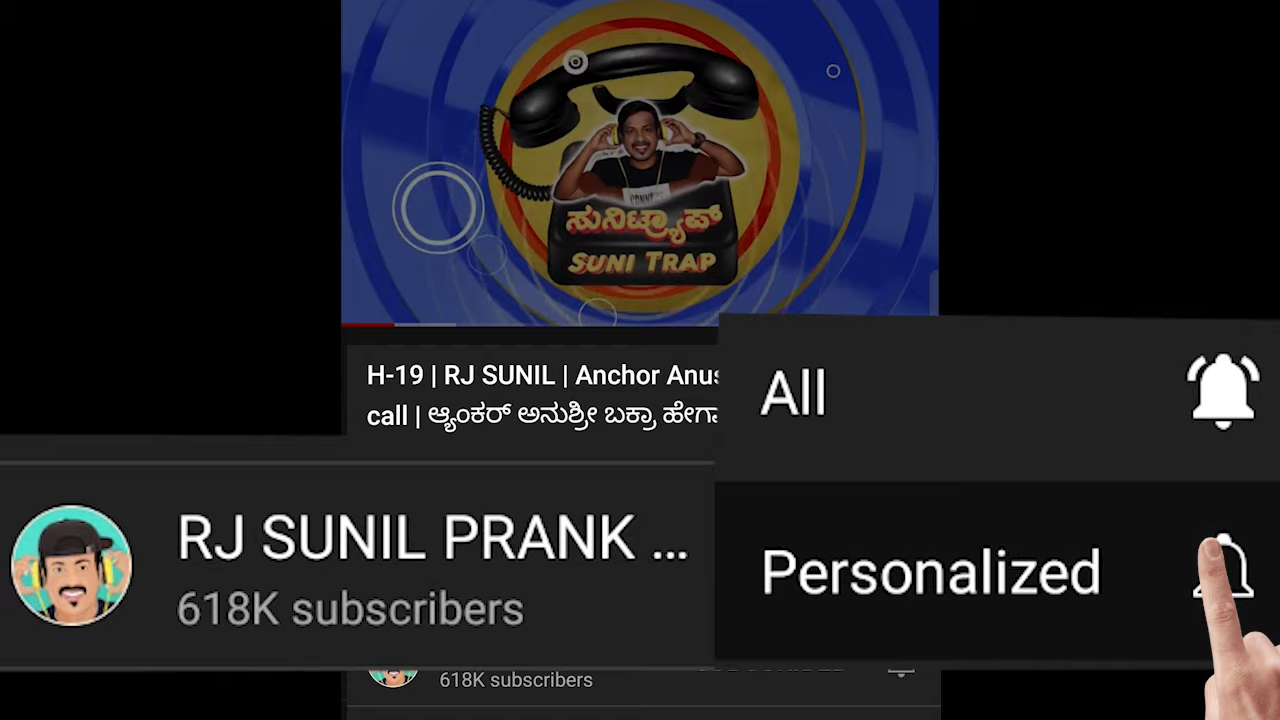 CONNE
ಸುನಿಟ್ರ್ಯಾಪ್
SUNI TRAP
H-19 | RJ SUNIL | Anchor Anus
call | ಆ್ಯಂಕರ್ ಅನುಶ್ರೀ ಬಕ್ರಾ ಹೇಗಾ
All
RJ SUNIL PRANK ...
618K subscribers
Personalized
618K subscribers